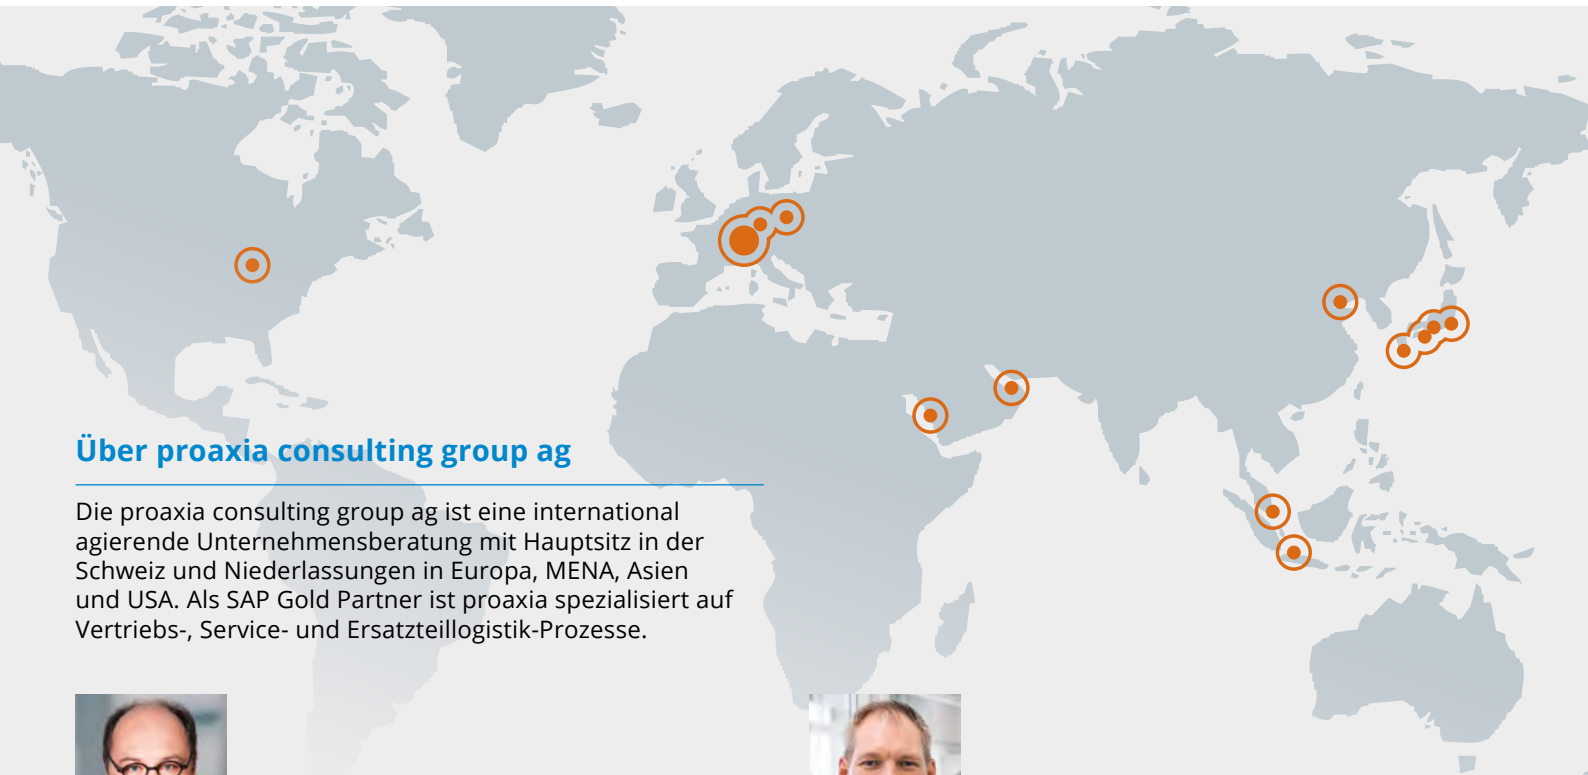 Über proaxia consulting group ag
Die proaxia consulting group ag ist eine international
agierende Unternehmensberatung mit Hauptsitz in der
Schweiz und Niederlassungen in Europa, MENA, Asien
und USA. Als SAP Gold Partner ist proaxia spezialisiert auf
Vertriebs-, Service- und Ersatzteillogistik-Prozesse.